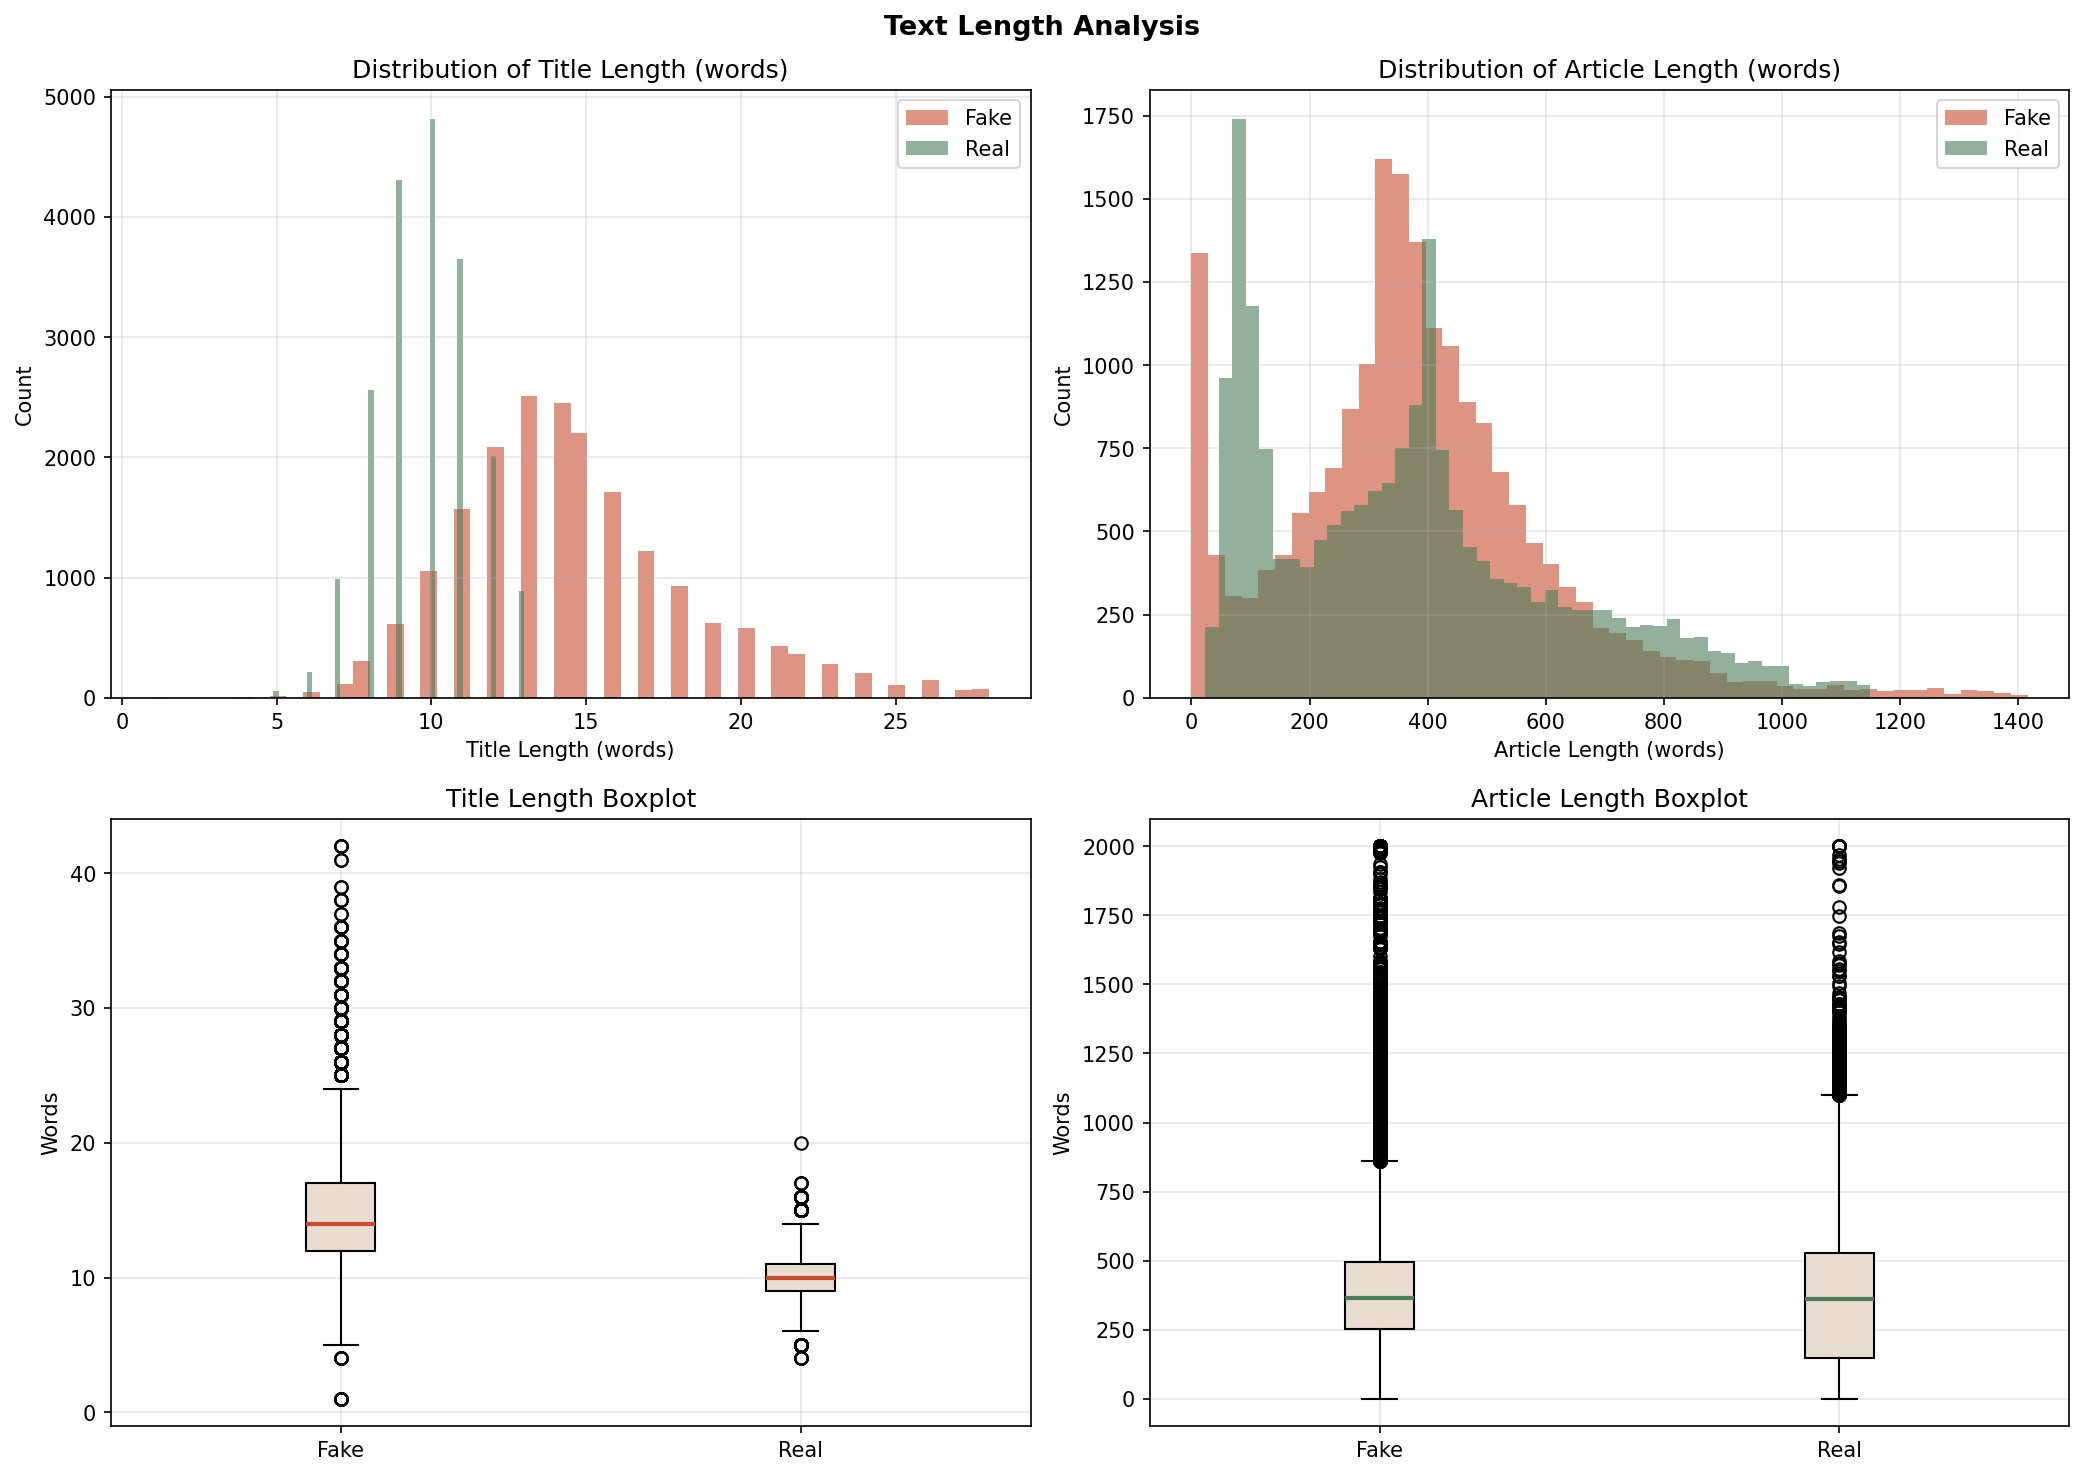 Text Length Analysis
Distribution of Title Length (words)
5000
4000
3000
2000
1000
0
Count
0 5 10 15 20 25
Title Length (words)
Fake
Real
Distribution of Article Length (words)
1750
1500
1250
1000
750
500
250
0
Count
0 200 400 600 800 1000 1200 1400
Article Length (words)
Fake
Real
Title Length Boxplot
40
30
20
10
0
Words
Fake Real
Article Length Boxplot
2000
1750
1500
1250
1000
750
500
250
0
Words
Fake Real